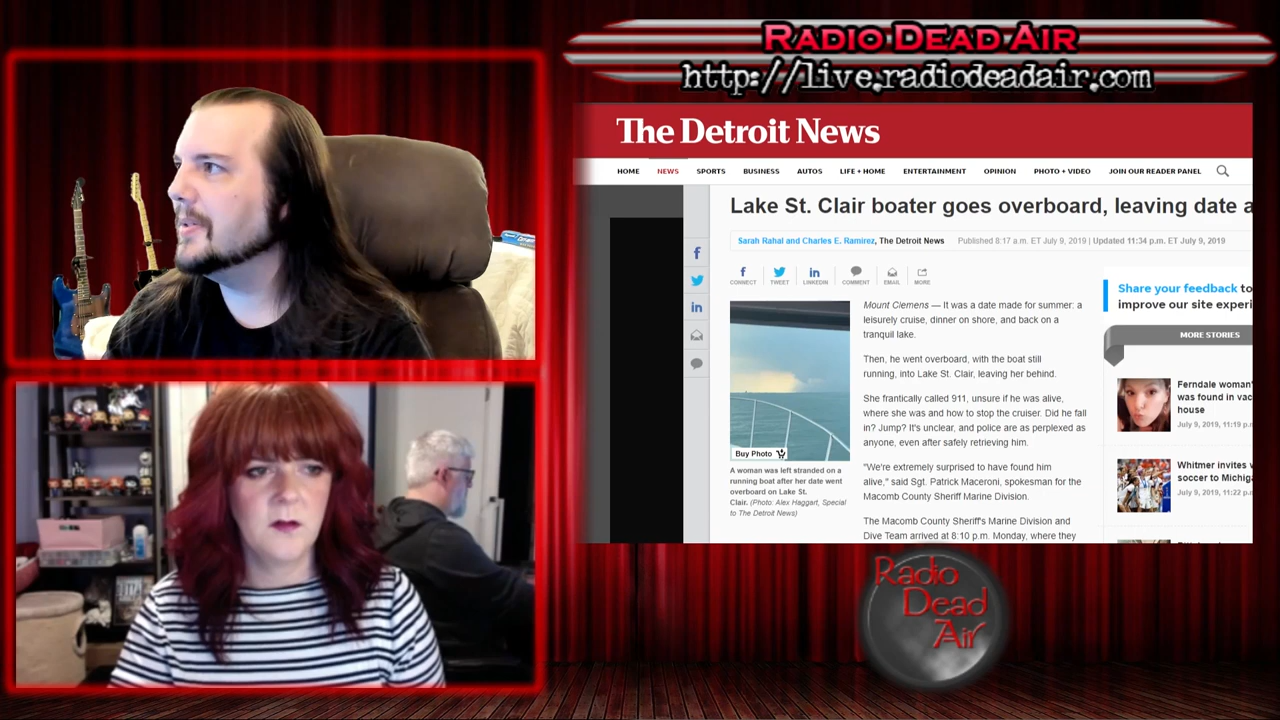 RADIO DEAD AIR
http://live.radiodeadair.com
The Detroit News
HOME NEWS SPORTS BUSINESS AUTOS LIFE + HOME ENTERTAINMENT OPINION PHOTO + VIDEO JOIN OUR READER PANEL
Lake St. Clair boater goes overboard, leaving date a
Sarah Rahal and Charles E. Ramirez, The Detroit News Published 8:17 a.m. ET July 9, 2019 | Updated 11:34 p.m. ET July 9, 2019
CONNECT TWEET LINKEDIN COMMENT EMAIL MORE
Mount Clemens — It was a date made for summer: a
leisurely cruise, dinner on shore, and back on a
tranquil lake.
Then, he went overboard, with the boat still
running, into Lake St. Clair, leaving her behind.
She frantically called 911, unsure if he was alive,
where she was and how to stop the cruiser. Did he fall
in? Jump? It's unclear, and police are as perplexed as
anyone, even after safely retrieving him.
"We're extremely surprised to have found him
alive," said Sgt. Patrick Maceroni, spokesman for the
Macomb County Sheriff Marine Division.
The Macomb County Sheriff's Marine Division and
Dive Team arrived at 8:10 p.m. Monday, where they
Buy Photo
A woman was left stranded on a
running boat after her date went
overboard on Lake St.
Clair. (Photo: Alex Haggart, Special
to The Detroit News)
Share your feedback to
improve our site experi
MORE STORIES
Ferndale woman'
was found in vac
house
July 9, 2019, 11:19 p.
Whitmer invites
soccer to Michig
July 9, 2019, 11:22 p.
Radio
Dead
Air